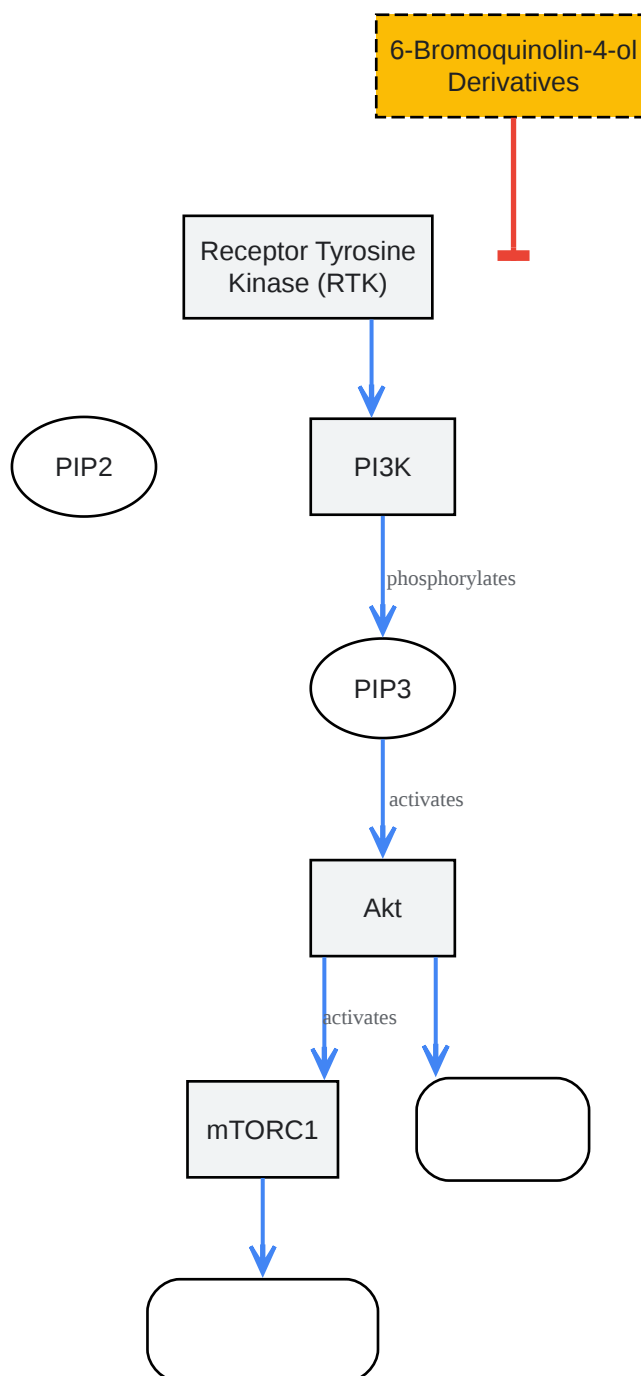 6-Bromoquinolin-4-ol
Derivatives
Receptor Tyrosine
Kinase (RTK)
PIP2
PI3K
phosphorylates
PIP3
activates
Akt
activates
mTORC1